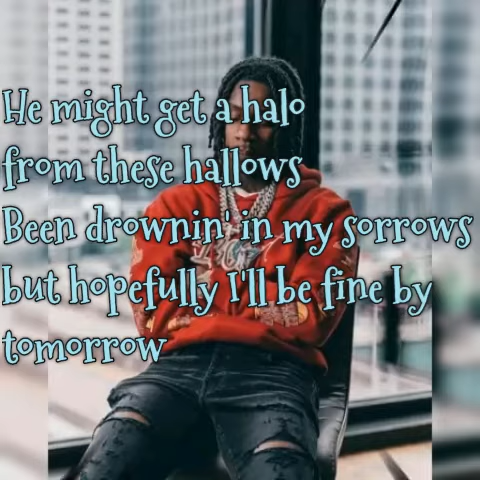 He might get a halo
from these hallows
Been drownin' in my sorrows
but hopefully I'll be fine by
tomorrow